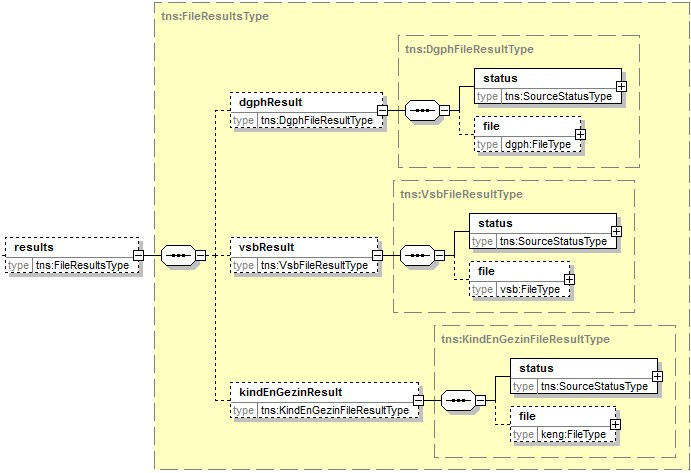 tns:FileResultsType
tns:DgphFileResultType
status
type tns:SourceStatusType
dgphResult
type tns:DgphFileResultType
file
type dgph:FileType
tns:VsbFileResultType
status
type tns:SourceStatusType
results
type tns:FileResultsType
vsbResult
type tns:VsbFileResultType
file
type vsb:FileType
tns:KindEnGezinFileResultType
status
type tns:SourceStatusType
kindEnGezinResult
type tns:KindEnGezinFileResultType
file
type keng:FileType